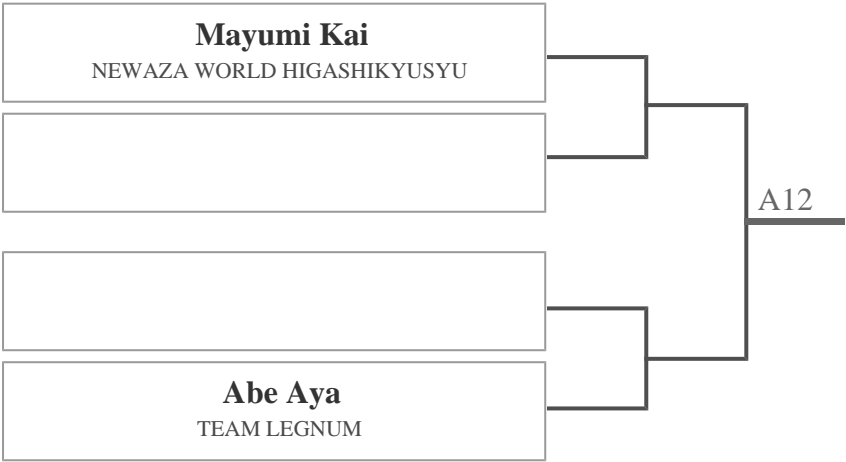 Mayumi Kai
NEWAZA WORLD HIGASHIKYUSYU
A12
Abe Aya
TEAM LEGNUM